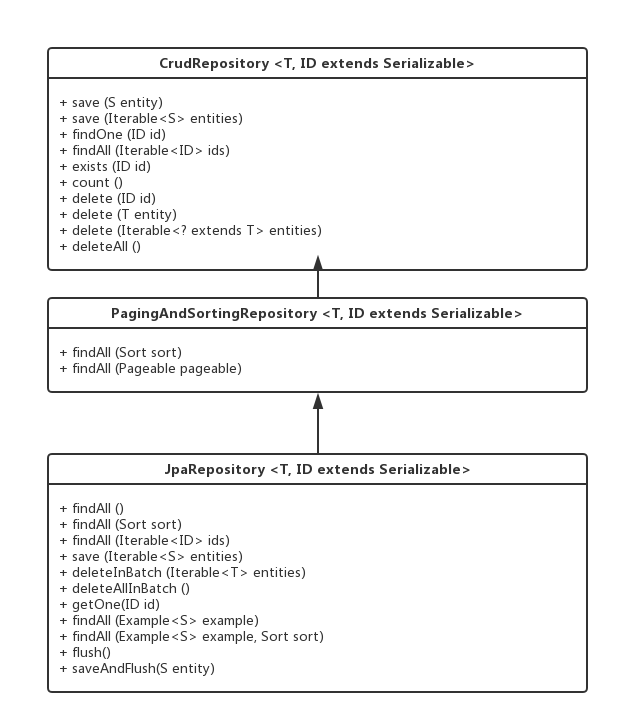 CrudRepository <T, ID extends Serializable>
+ save (S entity)
+ save (Iterable<S> entities)
+ findOne (ID id)
+ findAll (Iterable<ID> ids)
+ exists (ID id)
+ count ()
+ delete (ID id)
+ delete (T entity)
+ delete (Iterable<? extends T> entities)
+ deleteAll ()
PagingAndSortingRepository <T, ID extends Serializable>
+ findAll (Sort sort)
+ findAll (Pageable pageable)
JpaRepository <T, ID extends Serializable>
+ findAll ()
+ findAll (Sort sort)
+ findAll (Iterable<ID> ids)
+ save (Iterable<S> entities)
+ deleteInBatch (Iterable<T> entities)
+ deleteAllInBatch ()
+ getOne(ID id)
+ findAll (Example<S> example)
+ findAll (Example<S> example, Sort sort)
+ flush()
+ saveAndFlush(S entity)